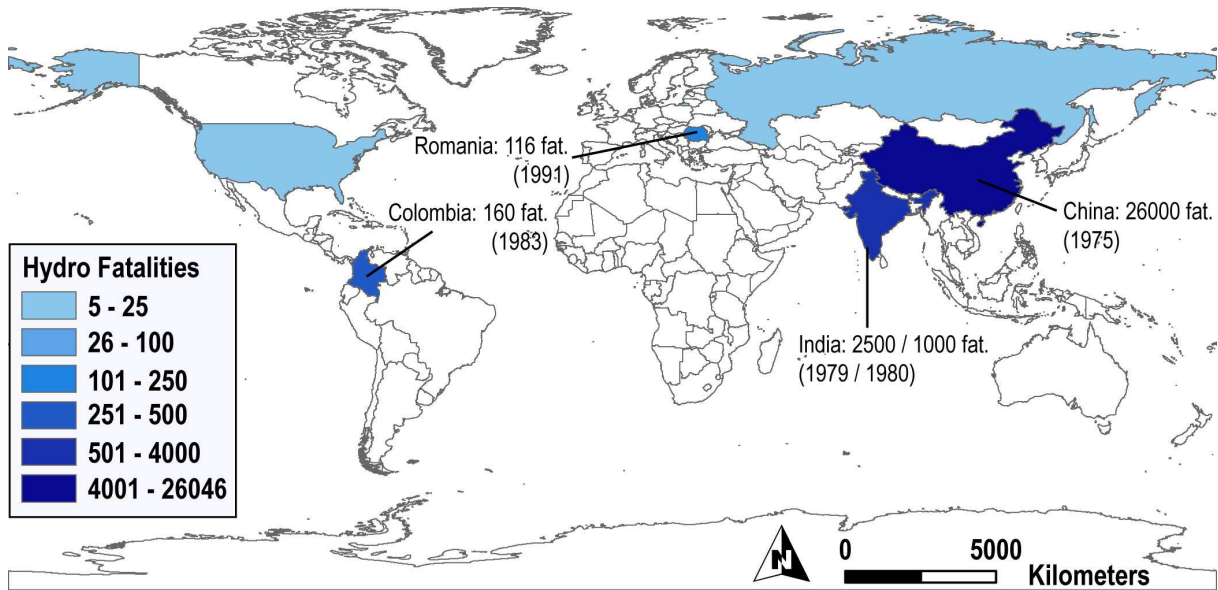 Romania: 116 fat.
(1991)
Colombia: 160 fat.
(1983)
China: 26000 fat.
(1975)
India: 2500 / 1000 fat.
(1979 / 1980)
Hydro Fatalities
5 - 25
26 - 100
101 - 250
251 - 500
501 - 4000
4001 - 26046
N
0 5000
Kilometers